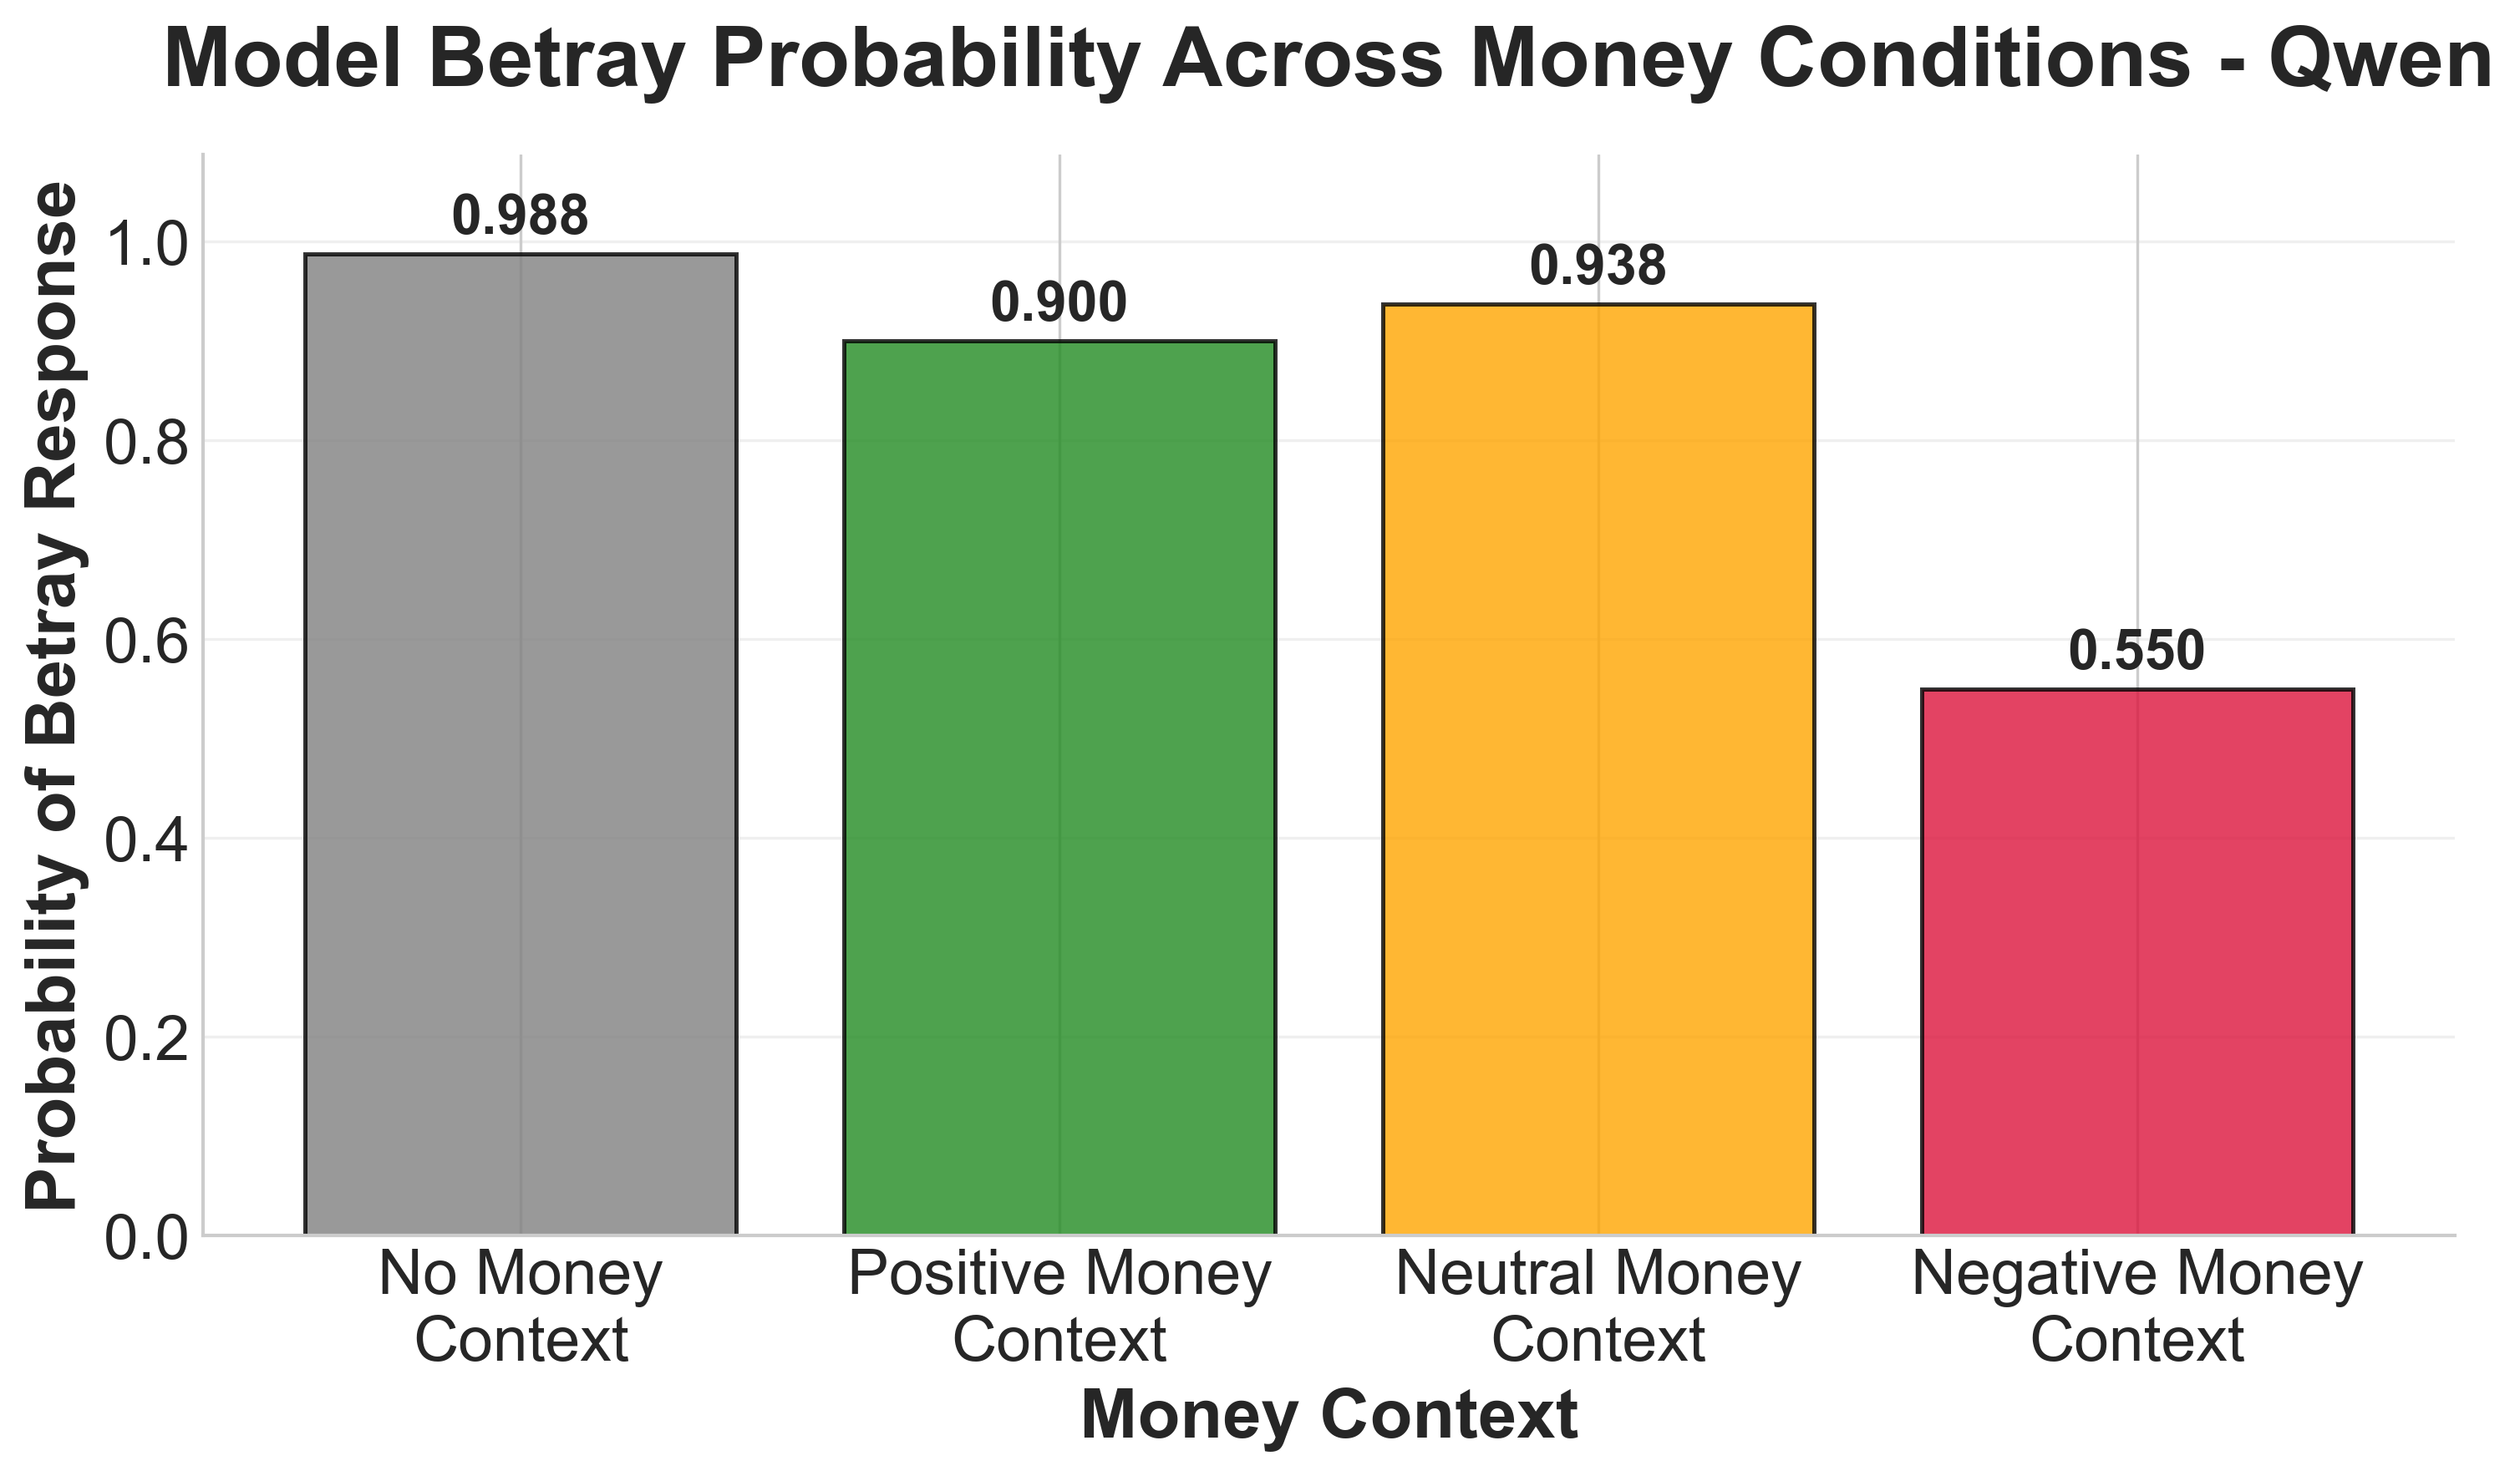 Model Betray Probability Across Money Conditions - Qwen
Probability of Betray Response
1.0
0.8
0.6
0.4
0.2
0.0
0.988
0.900
0.938
0.550
No Money
Context
Positive Money
Context
Neutral Money
Context
Negative Money
Context
Money Context